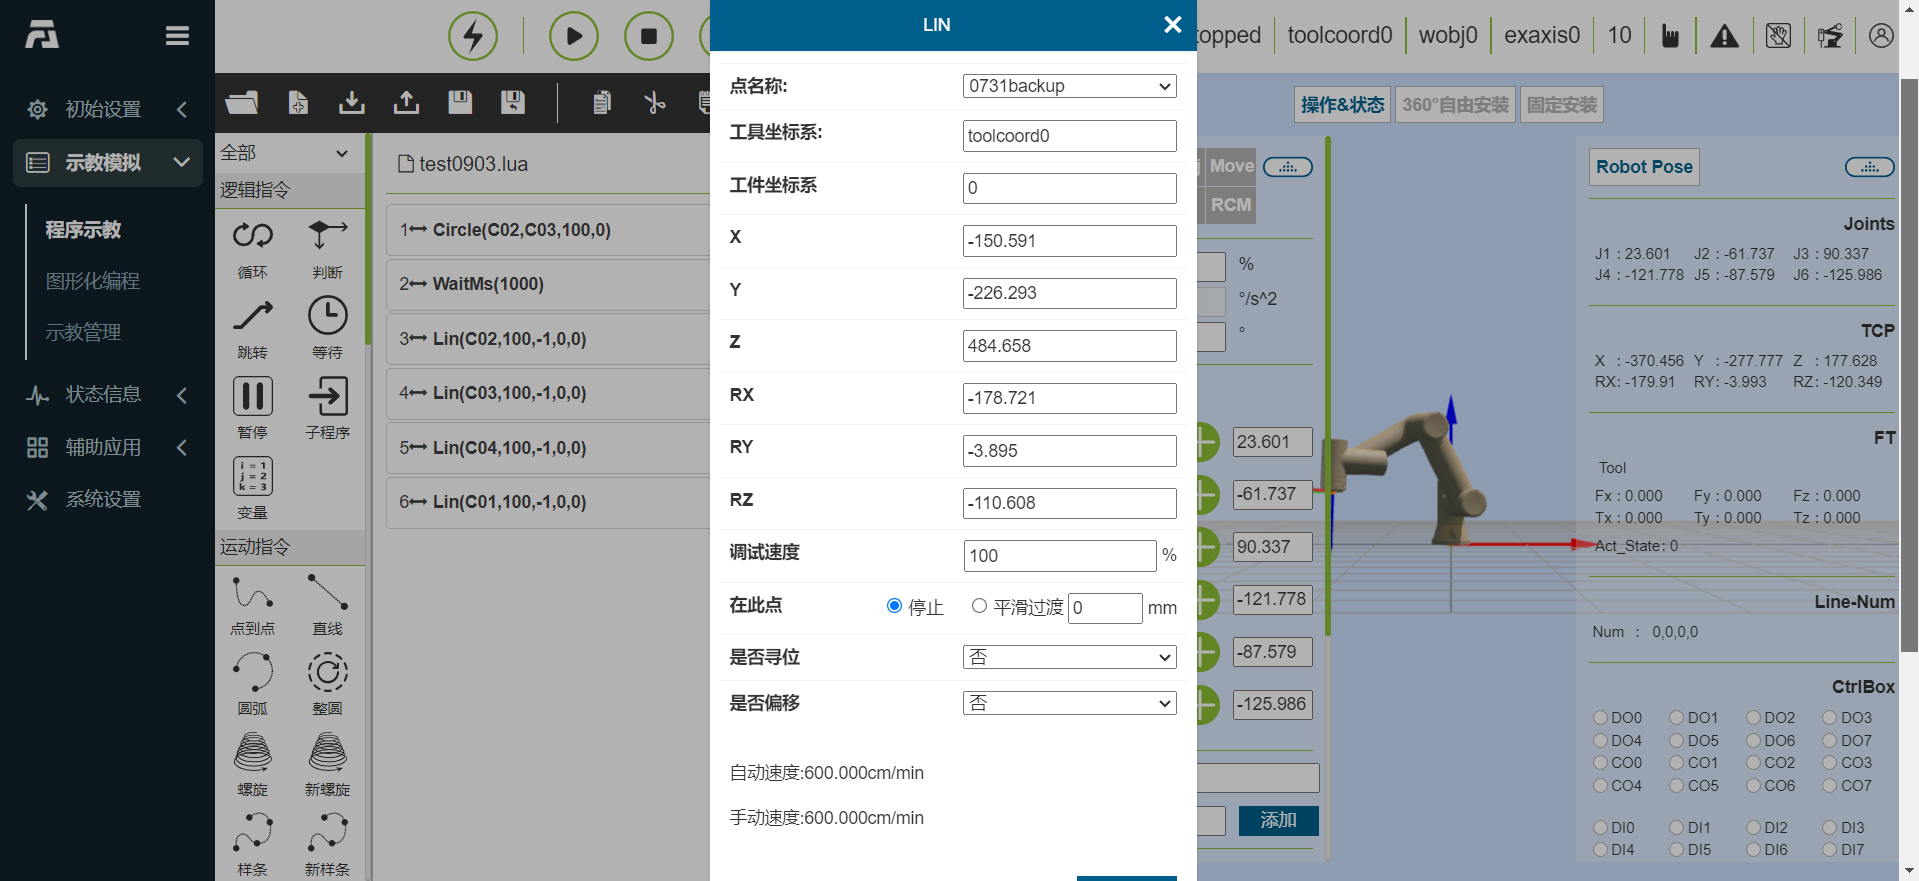 LIN
topped
toolcoord0
wobj0
exaxis0
10
初始设置
示教模拟
程序示教
图形化编程
示教管理
状态信息
辅助应用
系统设置
全部
逻辑指令
循环
判断
跳转
等待
暂停
子程序
i = 1
j = 2
k = 3
变量
运动指令
点到点
直线
圆弧
整圆
螺旋
新螺旋
样条
新样条
test0903.lua
1 Circle(C02,C03,100,0)
2 WaitMs(1000)
3 Lin(C02,100,-1,0,0)
4 Lin(C03,100,-1,0,0)
5 Lin(C04,100,-1,0,0)
6 Lin(C01,100,-1,0,0)
点名称: 0731backup
工具坐标系: toolcoord0
工件坐标系 0
X -150.591
Y -226.293
Z 484.658
RX -178.721
RY -3.895
RZ -110.608
调试速度 100 %
在此点 停止 平滑过渡 0 mm
是否寻位 否
是否偏移 否
自动速度:600.000cm/min
手动速度:600.000cm/min
操作&状态
360°自由安装
固定安装
Move
RCM
%
°/s^2
°
23.601
-61.737
90.337
-121.778
-87.579
-125.986
添加
Robot Pose
Joints
J1 : 23.601 J2 : -61.737 J3 : 90.337
J4 : -121.778 J5 : -87.579 J6 : -125.986
TCP
X : -370.456 Y : -277.777 Z : 177.628
RX: -179.91 RY: -3.993 RZ: -120.349
FT
Tool
Fx : 0.000 Fy : 0.000 Fz : 0.000
Tx : 0.000 Ty : 0.000 Tz : 0.000
Act_State: 0
Line-Num
Num : 0,0,0,0
CtrlBox
DO0 DO1 DO2 DO3
DO4 DO5 DO6 DO7
CO0 CO1 CO2 CO3
CO4 CO5 CO6 CO7
DI0 DI1 DI2 DI3
DI4 DI5 DI6 DI7